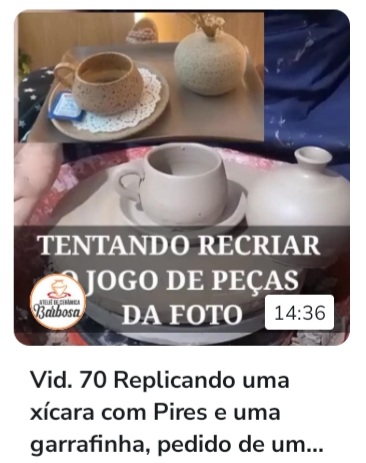 TENTANDO RECRIAR
O JOGO DE PEÇAS
DA FOTO
ATELIÊ DE CERÂMICA
Barbosa
14:36
Vid. 70 Replicando uma
xícara com Pires e uma
garrafinha, pedido de um...